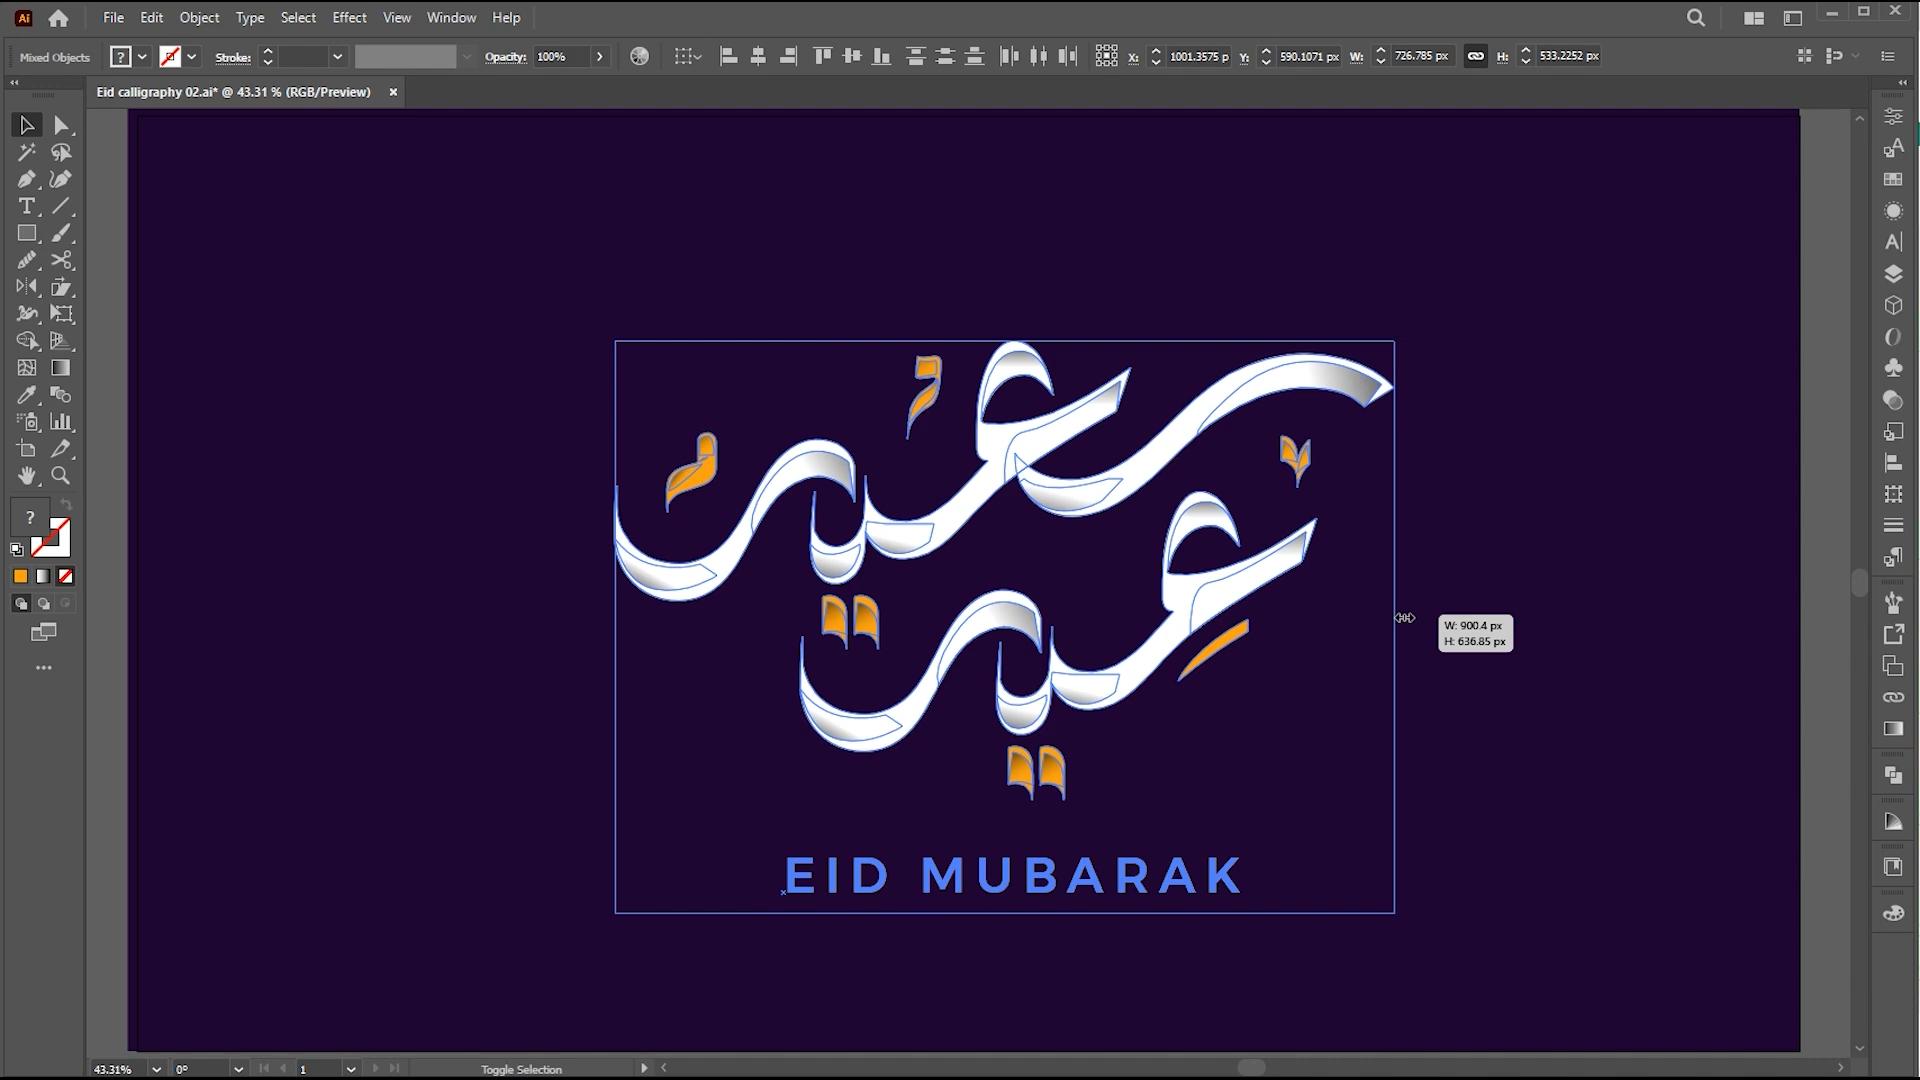 File Edit Object Type Select Effect View Window Help
Mixed Objects ? Stroke: Opacity: 100% X: 1001.3575 p Y: 590.1071 px W: 726.785 px H: 533.2252 px
Eid calligraphy 02.ai* @ 43.31 % (RGB/Preview)
عيد سعيد
W: 900.4 px
H: 636.85 px
EID MUBARAK
43.31% 0° 1 Toggle Selection